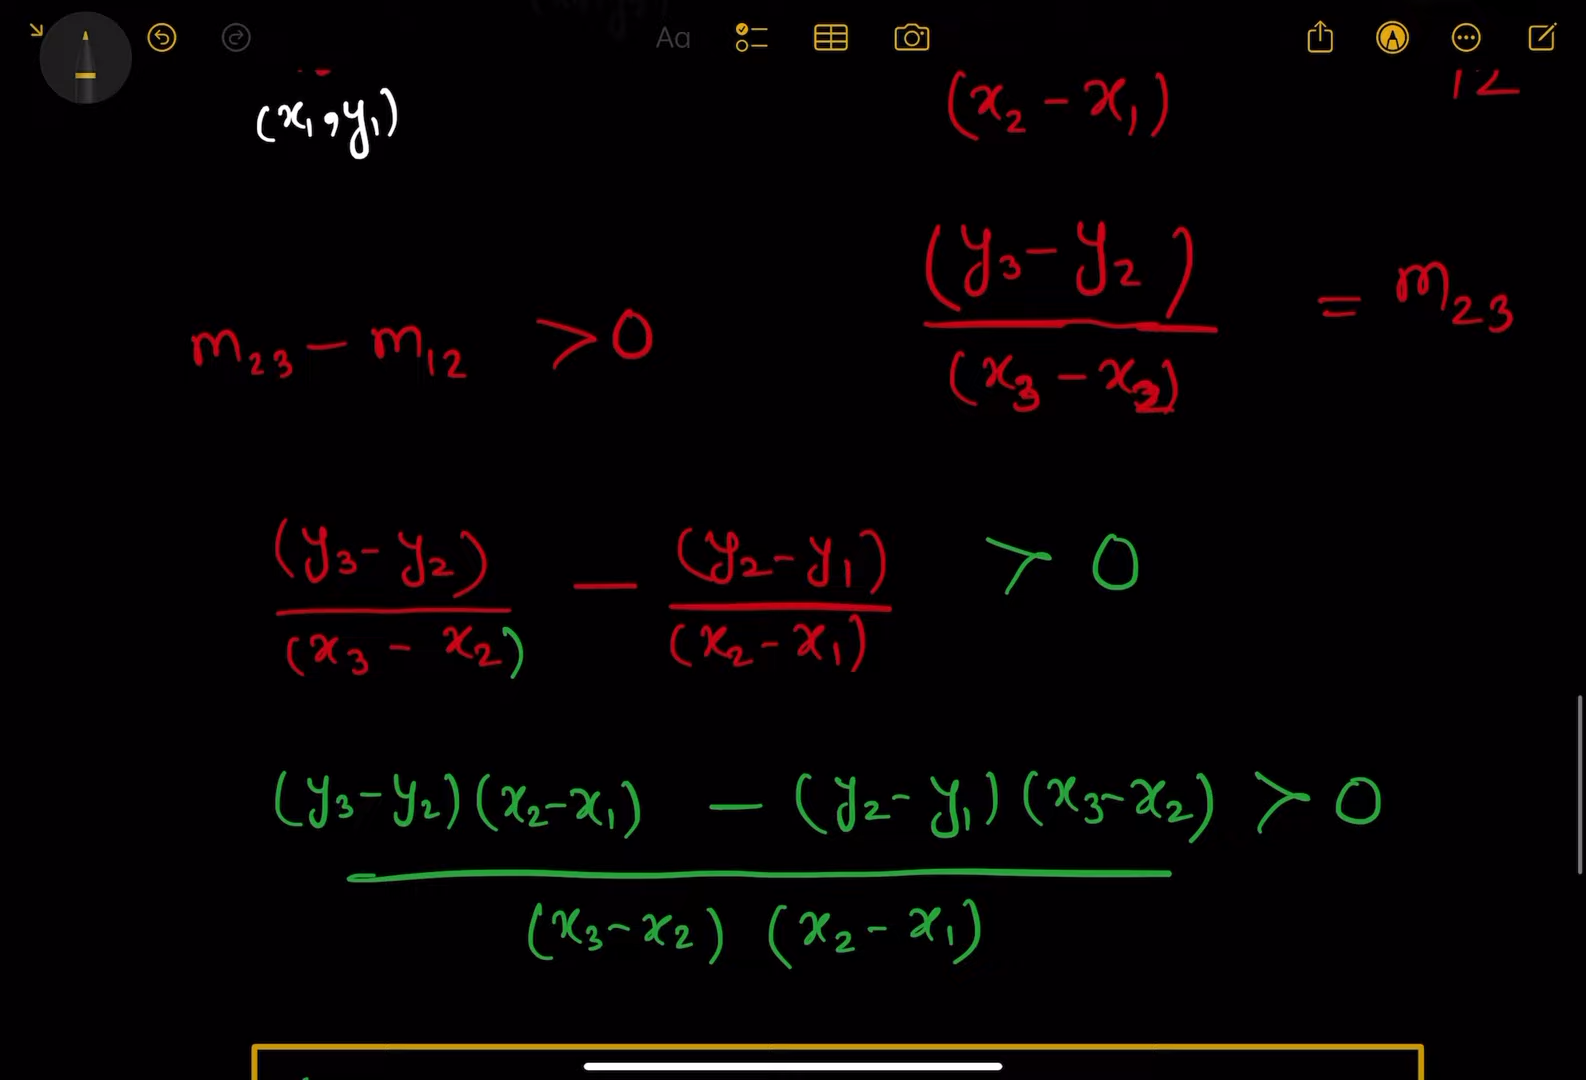 Aa
(x₁, y₁)
(x₂ - x₁)
12
(y₃ - y₂)
/ (x₃ - x₂) = m₂₃
m₂₃ - m₁₂ > 0
(y₃ - y₂) / (x₃ - x₂) - (y₂ - y₁) / (x₂ - x₁) > 0
(y₃ - y₂)(x₂ - x₁) - (y₂ - y₁)(x₃ - x₂) > 0
/ (x₃ - x₂) (x₂ - x₁)